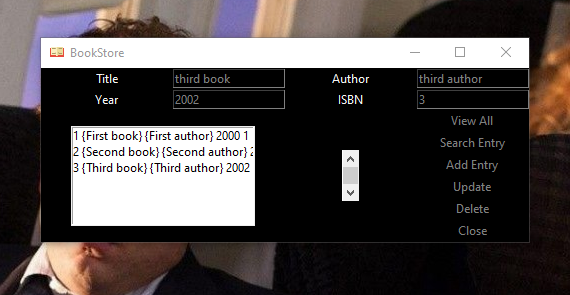 BookStore
Title third book Author third author
Year 2002 ISBN 3
View All
1 {First book} {First author} 2000 1
Search Entry
2 {Second book} {Second author} 2
Add Entry
3 {Third book} {Third author} 2002
Update
Delete
Close